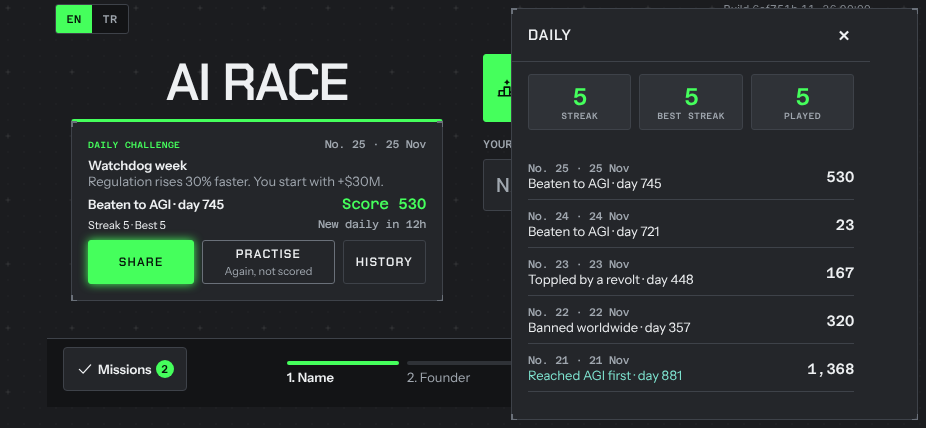 EN TR
AI RACE
DAILY CHALLENGE
No. 25 · 25 Nov
Watchdog week
Regulation rises 30% faster. You start with +$30M.
Beaten to AGI · day 745
Score 530
Streak 5 · Best 5
New daily in 12h
SHARE
PRACTISE
Again, not scored
HISTORY
Missions 2
1. Name
2. Founder
YOUR
N
DAILY
×
5
STREAK
5
BEST STREAK
5
PLAYED
No. 25 · 25 Nov
Beaten to AGI · day 745
530
No. 24 · 24 Nov
Beaten to AGI · day 721
23
No. 23 · 23 Nov
Toppled by a revolt · day 448
167
No. 22 · 22 Nov
Banned worldwide · day 357
320
No. 21 · 21 Nov
Reached AGI first · day 881
1,368